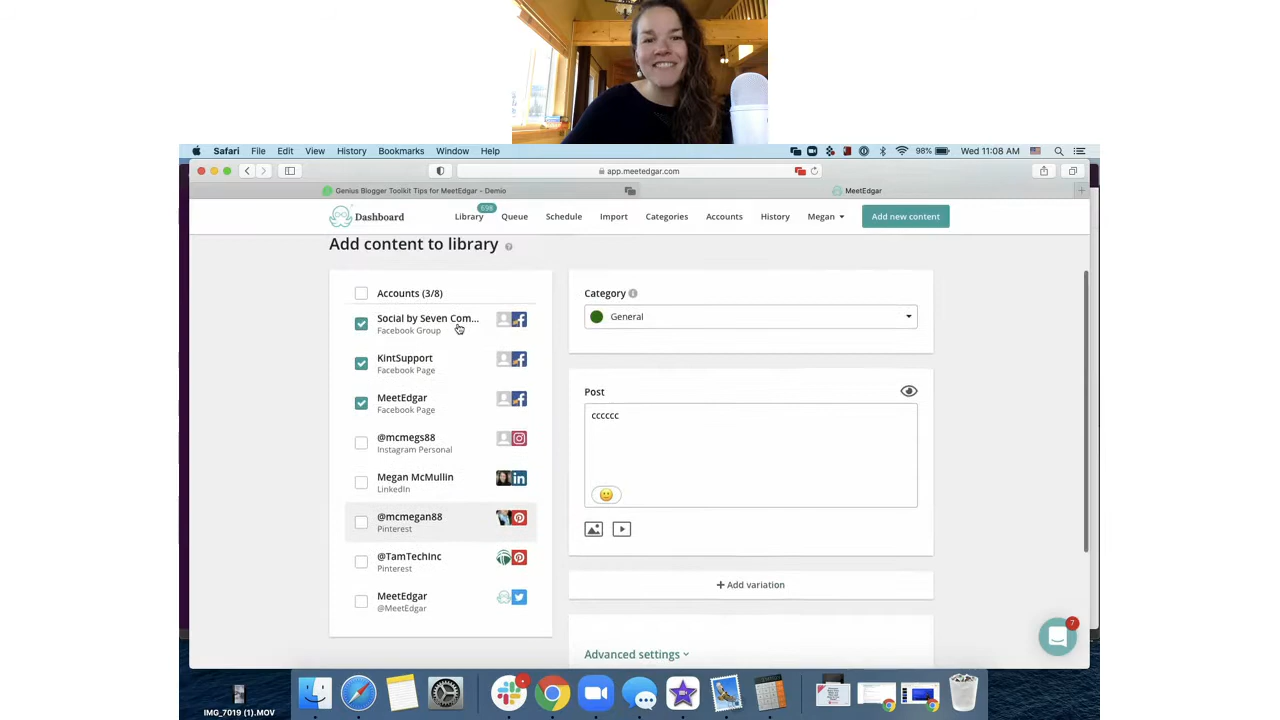 Safari File Edit View History Bookmarks Window Help 98% Wed 11:08 AM
app.meetedgar.com
Genius Blogger Toolkit Tips for MeetEdgar - Demio MeetEdgar
Dashboard Library 698 Queue Schedule Import Categories Accounts History Megan Add new content
Add content to library ?
Accounts (3/8)
Social by Seven Com...
Facebook Group
KintSupport
Facebook Page
MeetEdgar
Facebook Page
@mcmegs88
Instagram Personal
Megan McMullin
LinkedIn
@mcmegan88
Pinterest
@TamTechInc
Pinterest
MeetEdgar
@MeetEdgar
Category
General
Post
cccccc
+ Add variation
Advanced settings
7
IMG_7019 (1).MOV